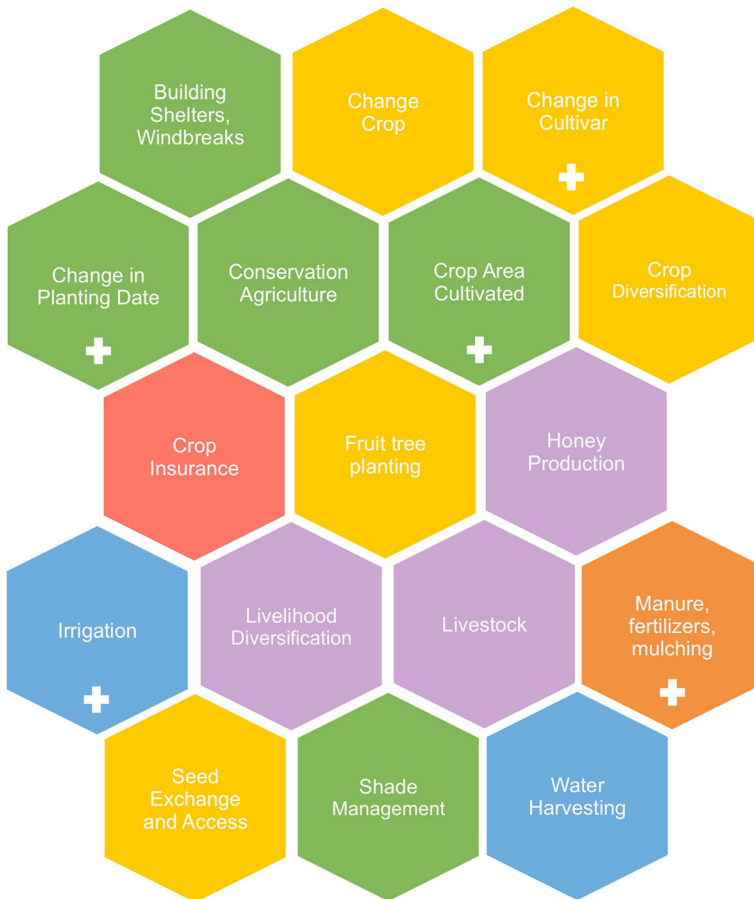 Building
Shelters,
Windbreaks
Change
Crop
Change in
Cultivar
Change in
Planting Date
Conservation
Agriculture
Crop Area
Cultivated
Crop
Diversification
Crop
Insurance
Fruit tree
planting
Honey
Production
Irrigation
Livelihood
Diversification
Livestock
Manure,
fertilizers,
mulching
Seed
Exchange
and Access
Shade
Management
Water
Harvesting